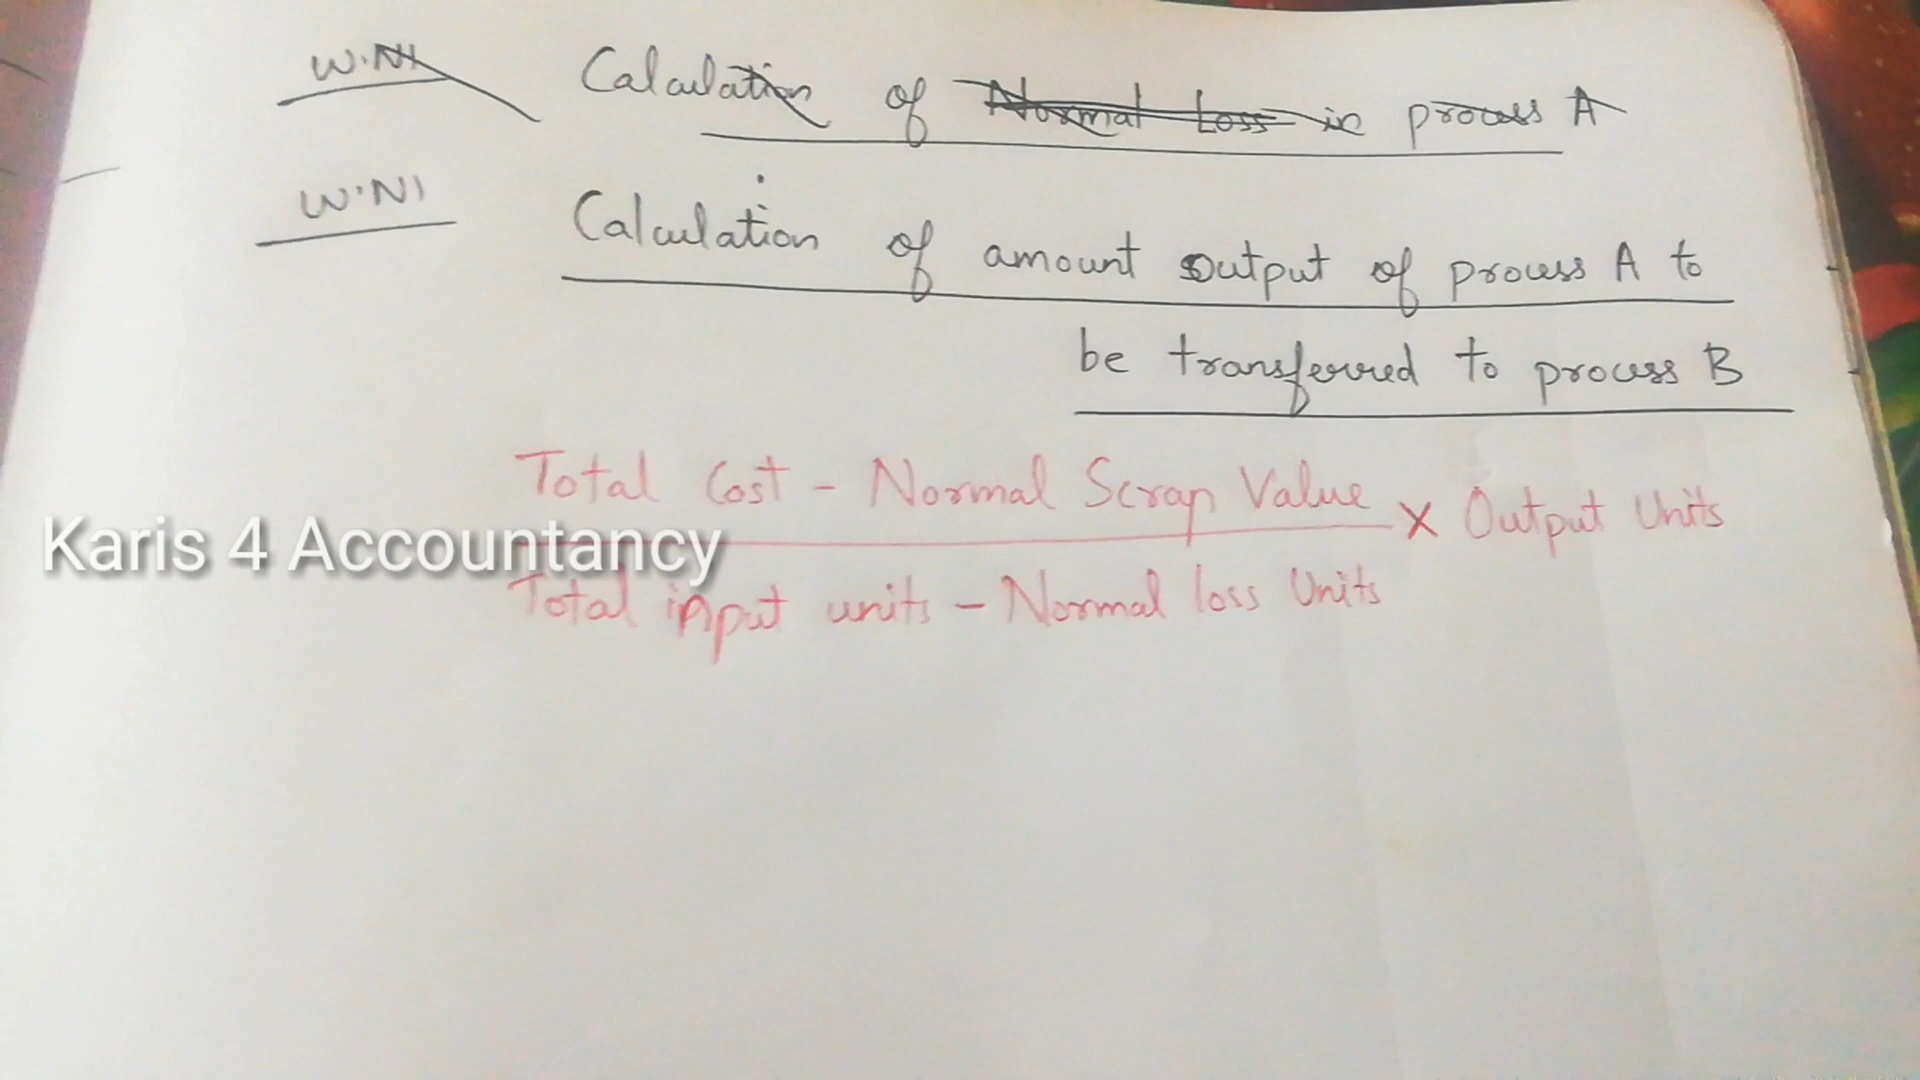 W.N1 Calculation of Normal Loss in process A
W.N1 Calculation of amount output of process A to
be transferred to process B
Total Cost - Normal Scrap Value × Output Units
Karis 4 Accountancy
Total input units - Normal loss Units